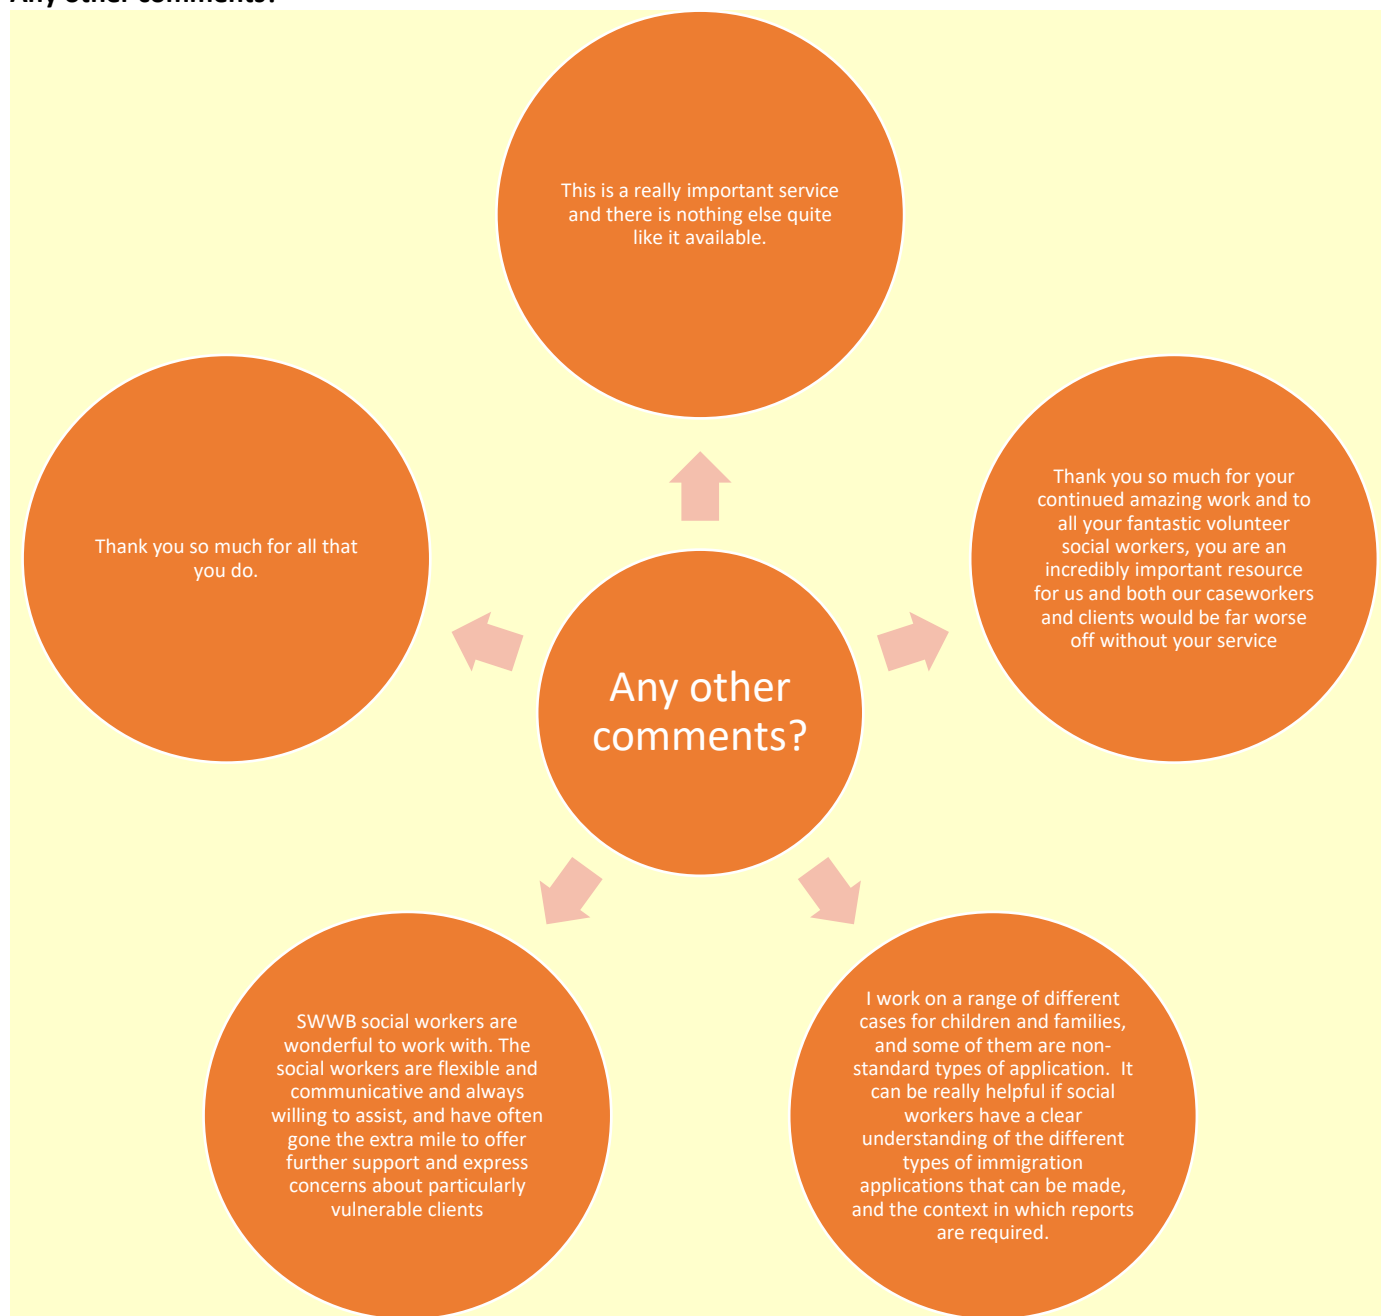 Any other comments?
This is a really important service
and there is nothing else quite
like it available.
Thank you so much for your
continued amazing work and to
all your fantastic volunteer
social workers, you are an
incredibly important resource
for us and both our caseworkers
and clients would be far worse
off without your service
Thank you so much for all that
you do.
Any other
comments?
SWWB social workers are
wonderful to work with. The
social workers are flexible and
communicative and always
willing to assist, and have often
gone the extra mile to offer
further support and express
concerns about particularly
vulnerable clients
I work on a range of different
cases for children and families,
and some of them are non-
standard types of application.  It
can be really helpful if social
workers have a clear
understanding of the different
types of immigration
applications that can be made,
and the context in which reports
are required.